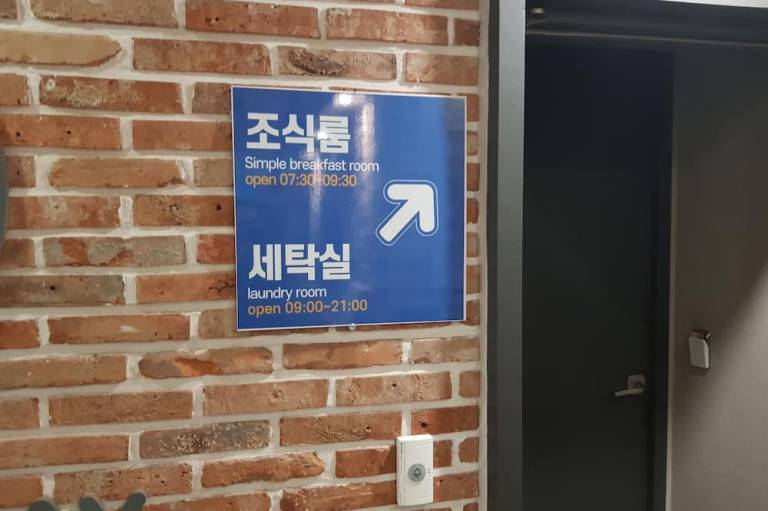 조식룸
Simple breakfast room
open 07:30~09:30
세탁실
laundry room
open 09:00~21:00